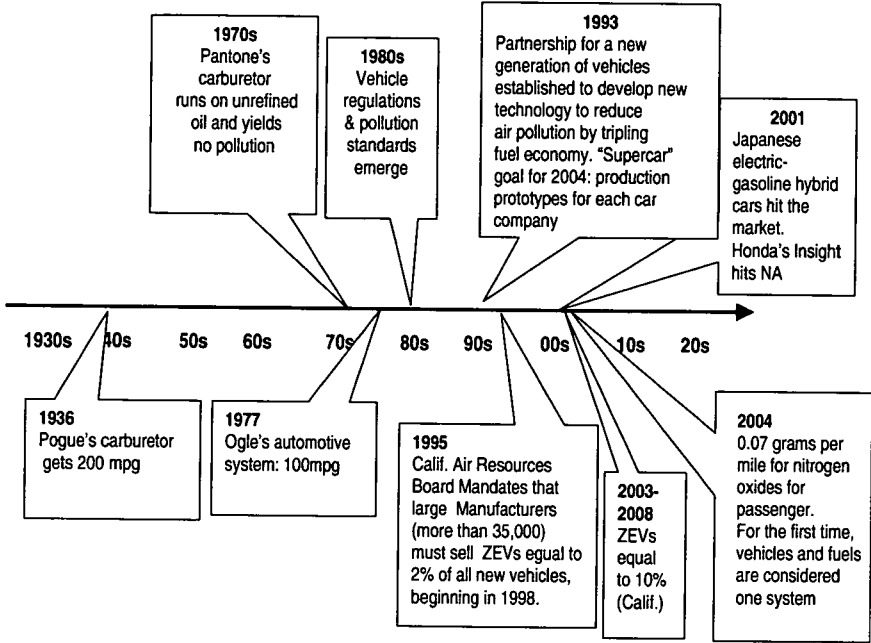 1970s
Pantone's
carburetor
runs on unrefined
oil and yields
no pollution
1980s
Vehicle
regulations
& pollution
standards
emerge
1993
Partnership for a new
generation of vehicles
established to develop new
technology to reduce
air pollution by tripling
fuel economy. “Supercar”
goal for 2004: production
prototypes for each car
company
2001
Japanese
electric-
gasoline hybrid
cars hit the
market.
Honda's Insight
hits NA
1930s 40s 50s 60s 70s 80s 90s 00s 10s 20s
1936
Pogue's carburetor
gets 200 mpg
1977
Ogle's automotive
system: 100mpg
1995
Calif. Air Resources
Board Mandates that
large Manufacturers
(more than 35,000)
must sell ZEVs egual to
2% of all new vehicles,
beginning in 1998.
2003-
2008
ZEVs
equal
to 10%
(Calif.)
2004
0.07 grams per
mile for nitrogen
oxides for
passenger.
For the first time,
vehicles and fuels
are considered
one system